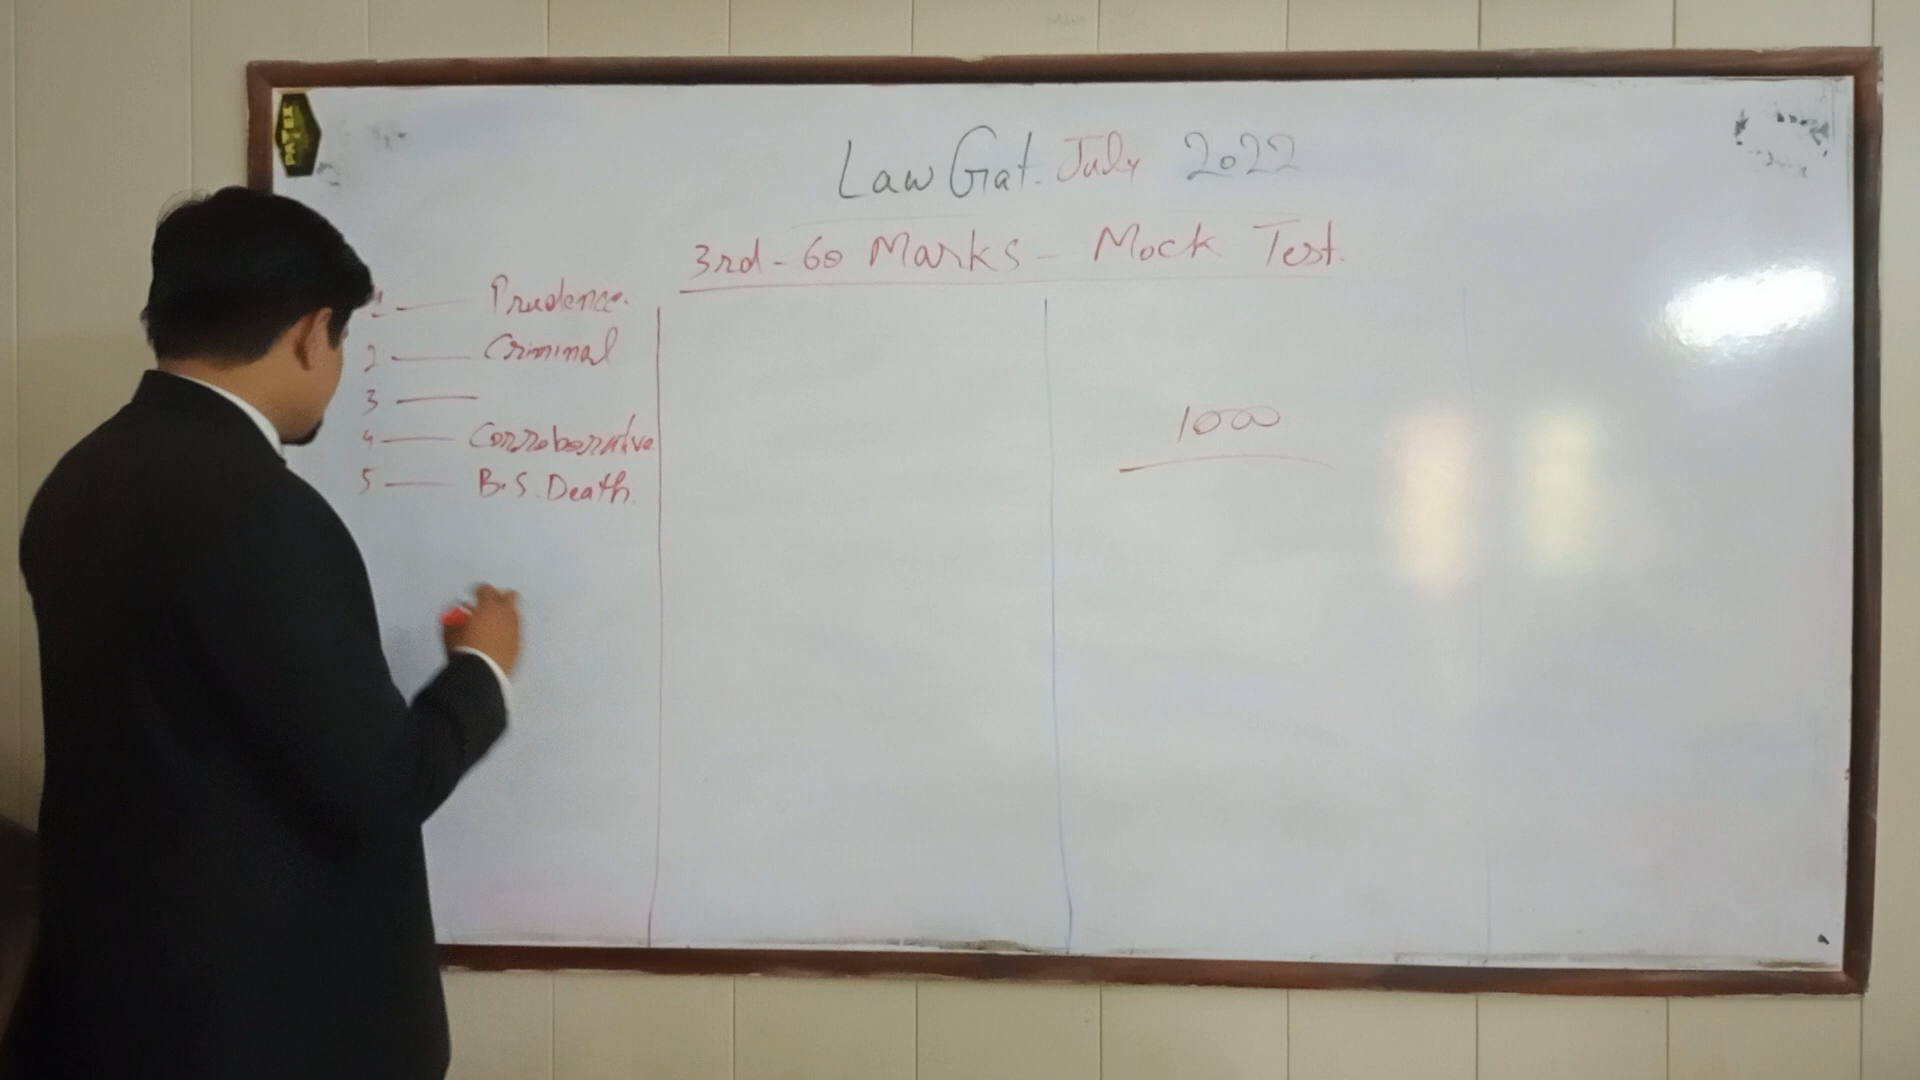 PAYEE
Law Gat. July 2022
3rd - 60 Marks - Mock Test.
1 — Prudence.
2 — Criminal
3 —
4 — Corroborative
5 — B.S. Death.
1000